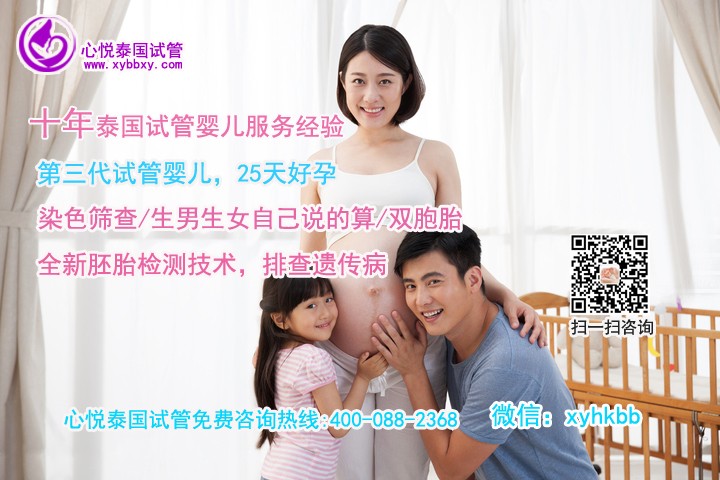 心悦泰国试管
www.xybbxy.com
十年泰国试管婴儿服务经验
第三代试管婴儿，25天好孕
染色筛查/生男生女自己说的算/双胞胎
全新胚胎检测技术，排查遗传病
扫一扫咨询
心悦泰国试管免费咨询热线:400-088-2368
微信：xyhkbb